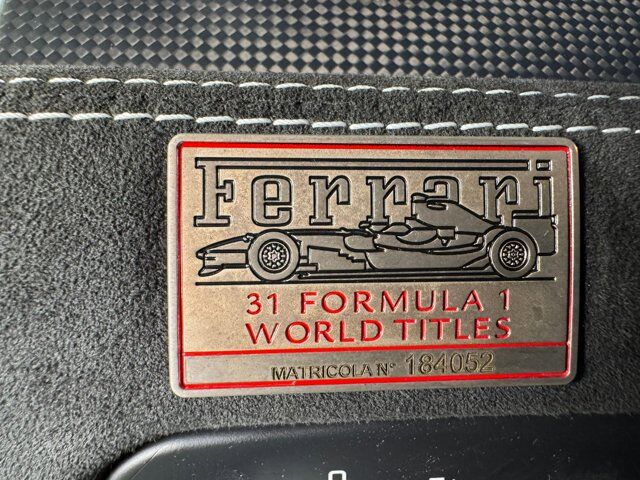 Ferrari
31 FORMULA 1
WORLD TITLES
MATRICOLA N° 184052